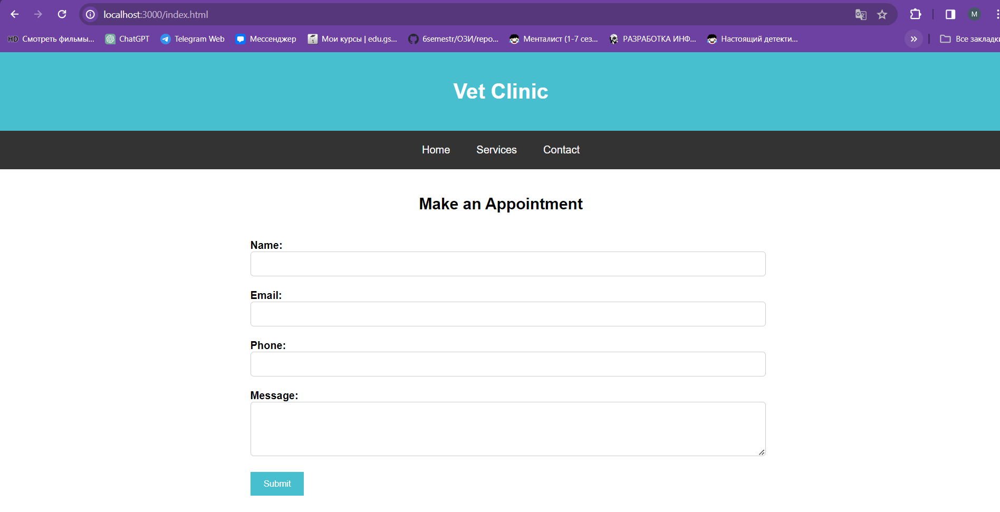 localhost:3000/index.html
M
HD Смотреть фильмы... ChatGPT Telegram Web Мессенджер Мои курсы | edu.gs... 6semestr/ОЗИ/repo... Менталист (1-7 сез... РАЗРАБОТКА ИНФ... Настоящий детекти... » Все закладки
Vet Clinic
Home Services Contact
Make an Appointment
Name:
Email:
Phone:
Message:
Submit